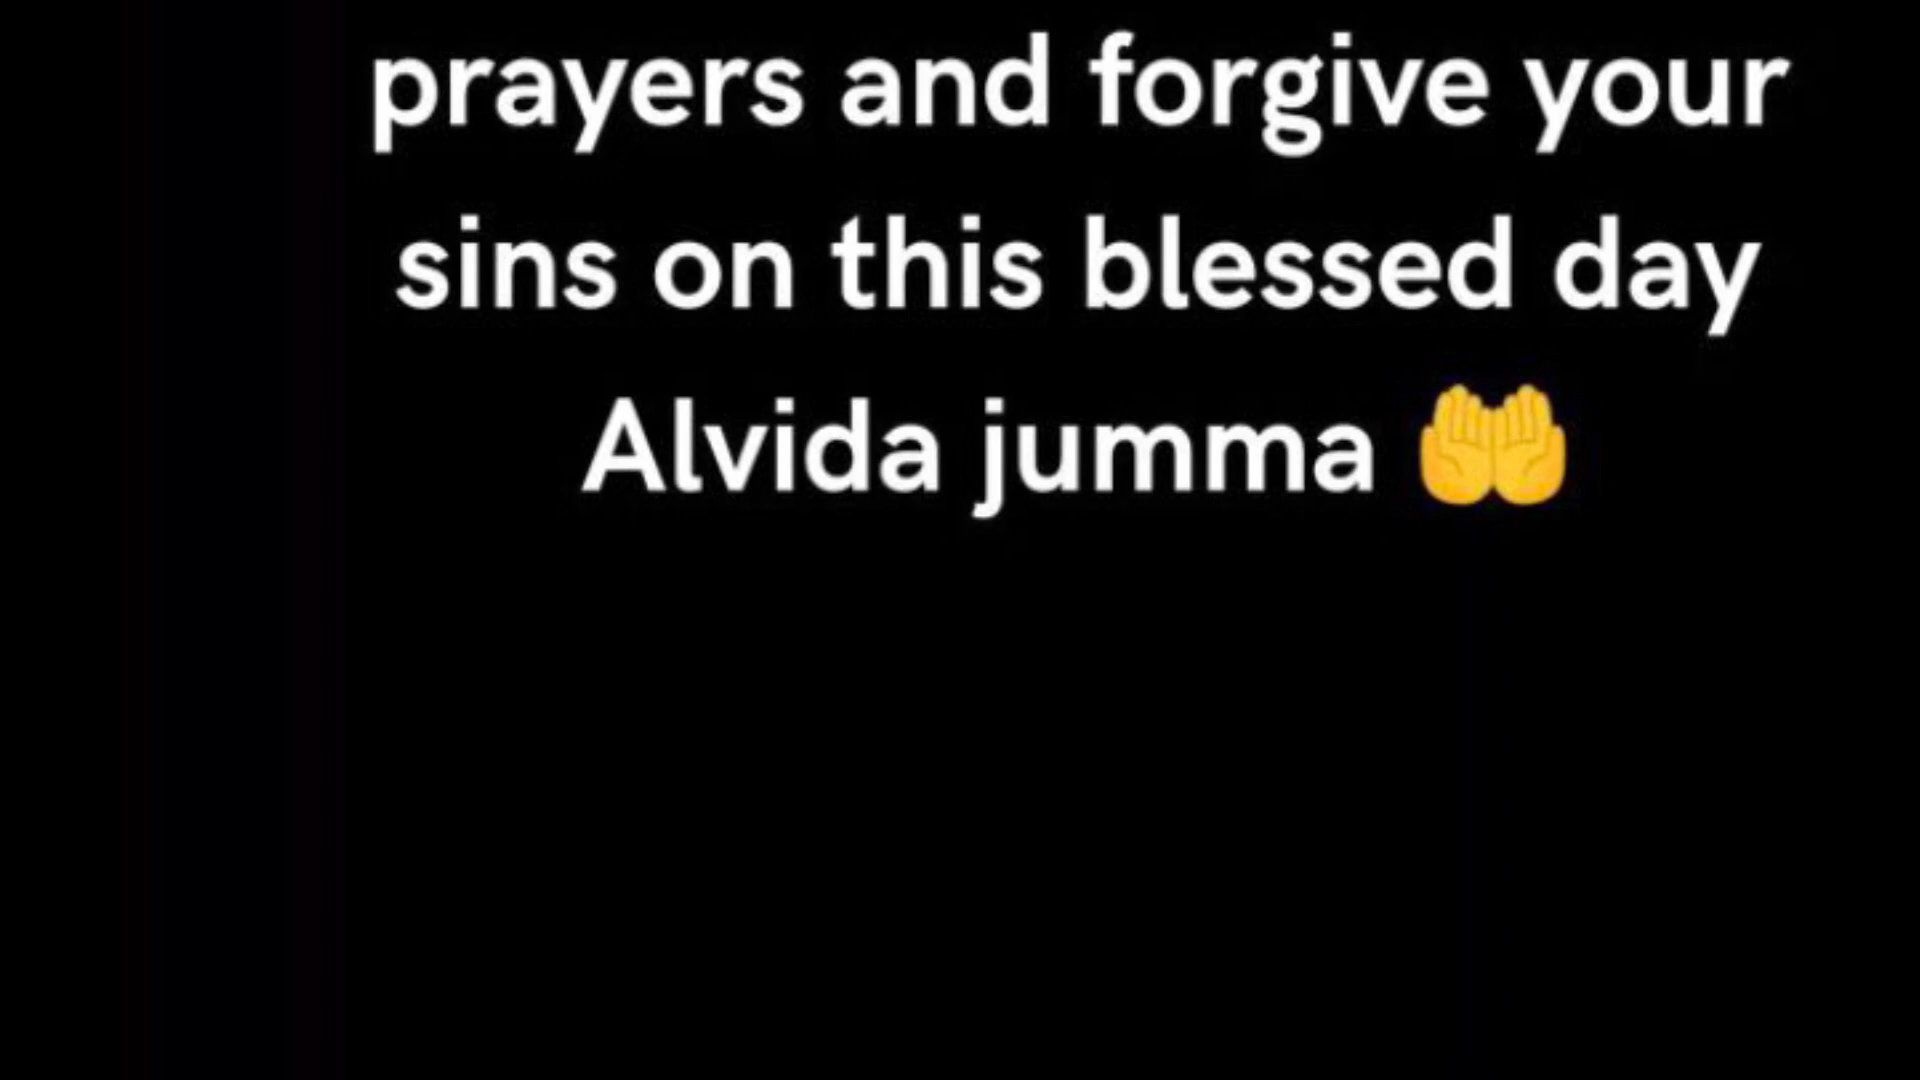 prayers and forgive your
sins on this blessed day
Alvida jumma 🤲